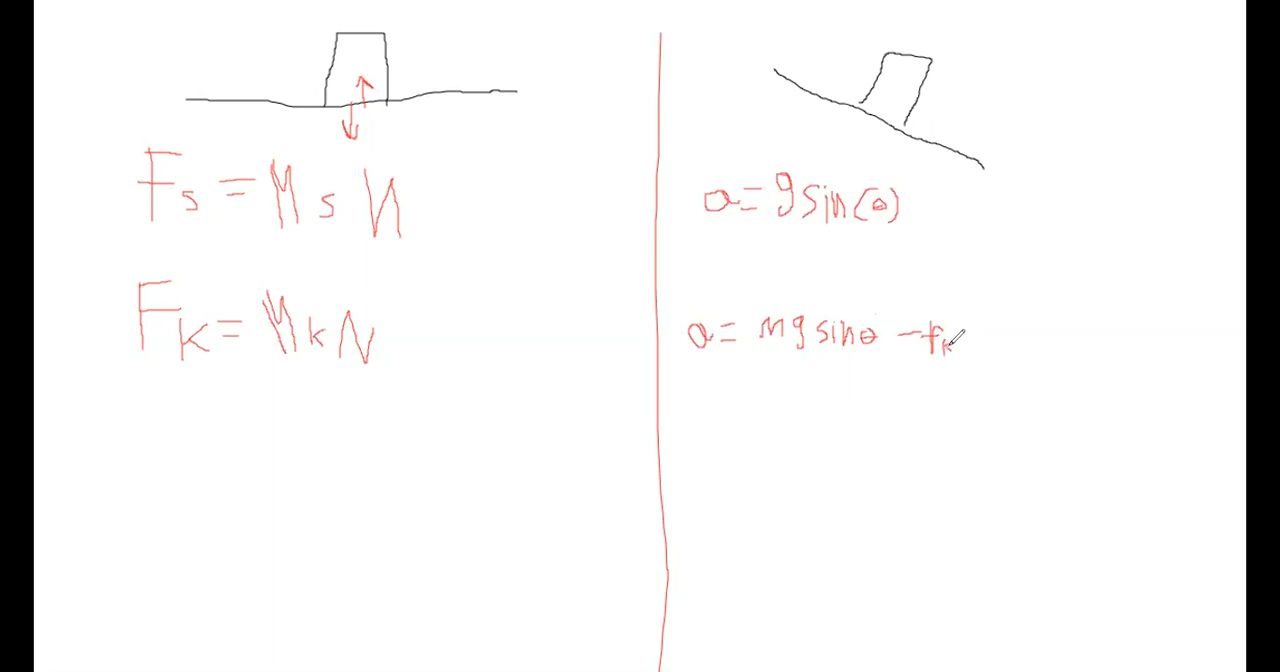 Fs = μs N
Fk = μk N
a = g sin(θ)
a = mg sinθ - fk